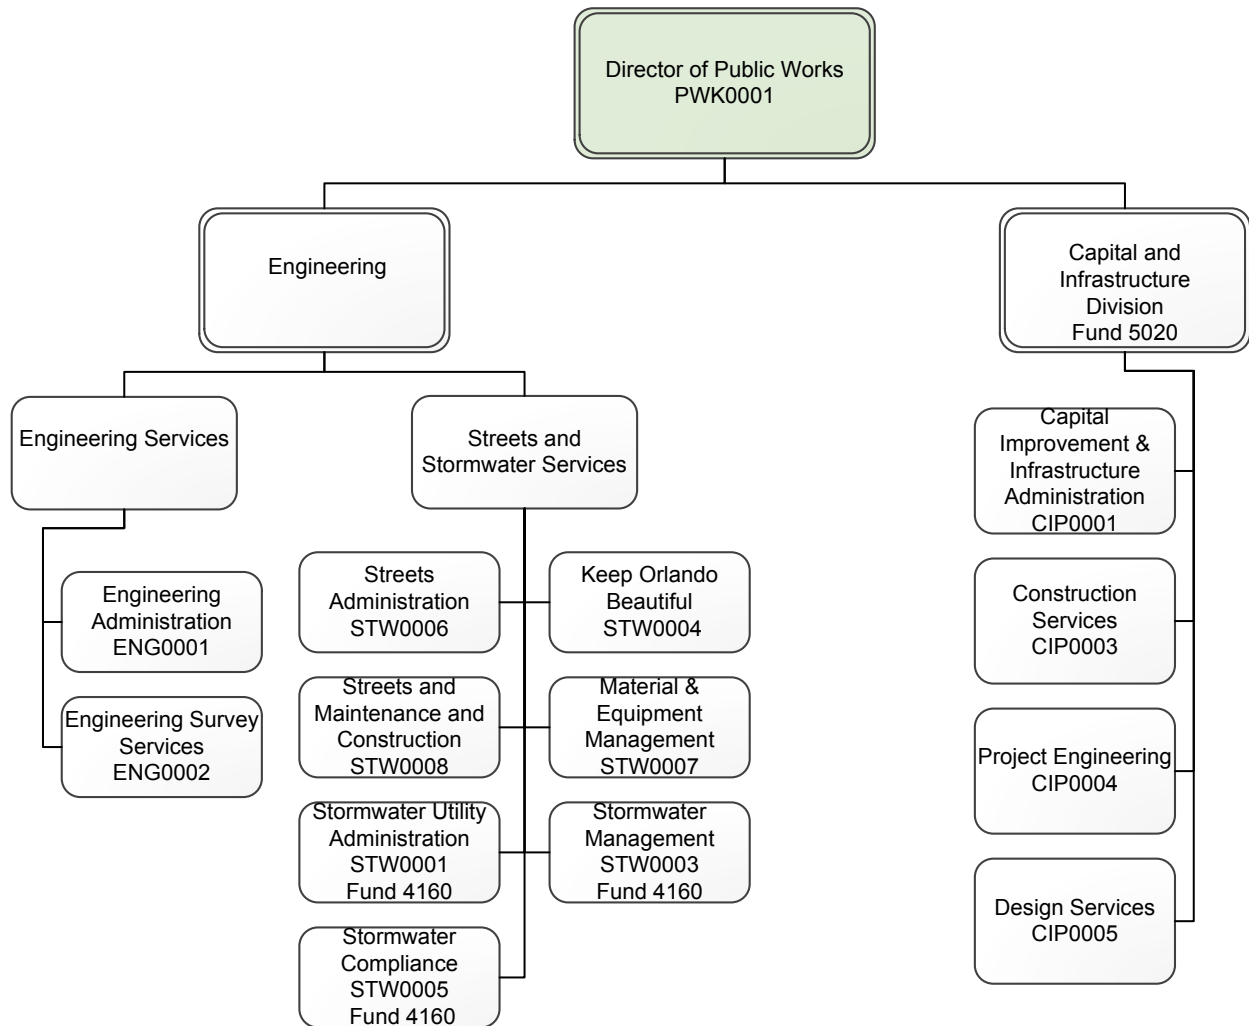 Director of Public Works
PWK0001
Engineering
Capital and
Infrastructure
Division
Fund 5020
Engineering Services
Streets and
Stormwater Services
Engineering
Administration
ENG0001
Engineering Survey
Services
ENG0002
Streets
Administration
STW0006
Keep Orlando
Beautiful
STW0004
Streets and
Maintenance and
Construction
STW0008
Material &
Equipment
Management
STW0007
Stormwater Utility
Administration
STW0001
Fund 4160
Stormwater
Management
STW0003
Fund 4160
Stormwater
Compliance
STW0005
Fund 4160
Capital
Improvement &
Infrastructure
Administration
CIP0001
Construction
Services
CIP0003
Project Engineering
CIP0004
Design Services
CIP0005